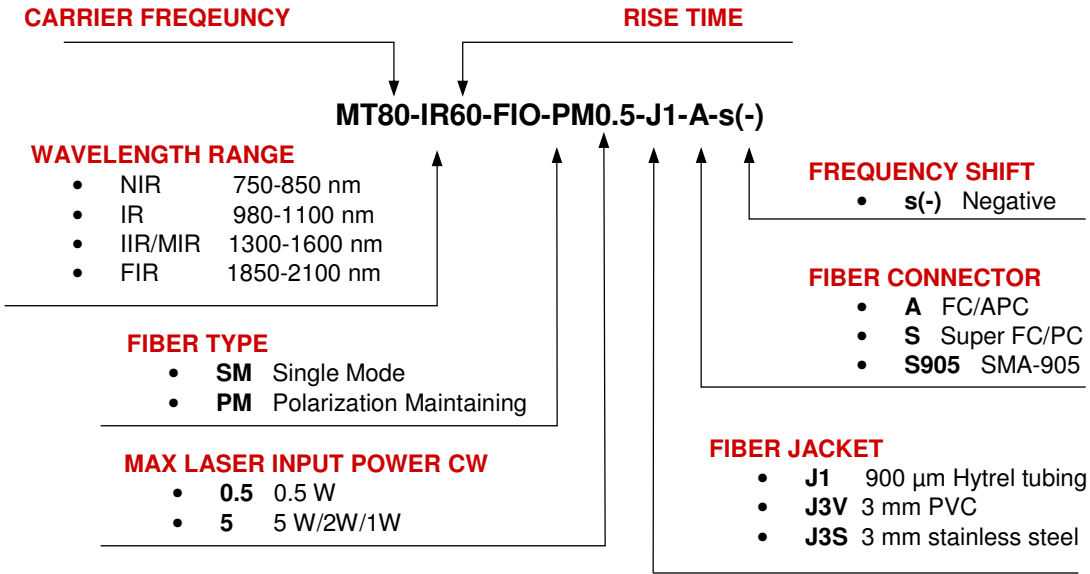 CARRIER FREQEUNCY
RISE TIME
MT80-IR60-FIO-PM0.5-J1-A-s(-)
WAVELENGTH RANGE
• NIR 750-850 nm
• IR 980-1100 nm
• IIR/MIR 1300-1600 nm
• FIR 1850-2100 nm
FREQUENCY SHIFT
• s(-) Negative
FIBER CONNECTOR
• A FC/APC
• S Super FC/PC
• S905 SMA-905
FIBER TYPE
• SM Single Mode
• PM Polarization Maintaining
MAX LASER INPUT POWER CW
• 0.5 0.5 W
• 5 5 W/2W/1W
FIBER JACKET
• J1 900 µm Hytrel tubing
• J3V 3 mm PVC
• J3S 3 mm stainless steel